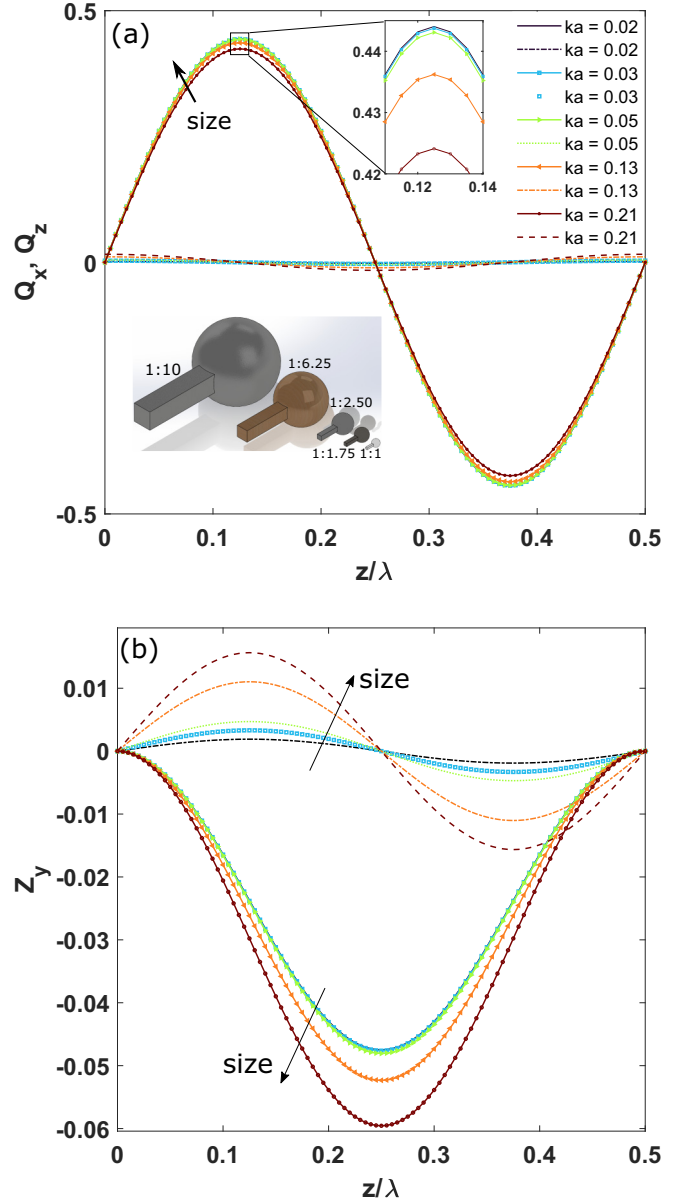 (a)
size
0.5
0
-0.5
Q_x, Q_z
0.444
0.43
0.42
0.12
0.14
ka = 0.02
ka = 0.02
ka = 0.03
ka = 0.03
ka = 0.05
ka = 0.05
ka = 0.13
ka = 0.13
ka = 0.21
ka = 0.21
1:10
1:6.25
1:2.50
1:1.75
1:1
0
0.1
0.2
0.3
0.4
0.5
z/λ
(b)
size
size
0.01
0
-0.01
-0.02
-0.03
-0.04
-0.05
-0.06
Z_y
0
0.1
0.2
0.3
0.4
0.5
z/λ